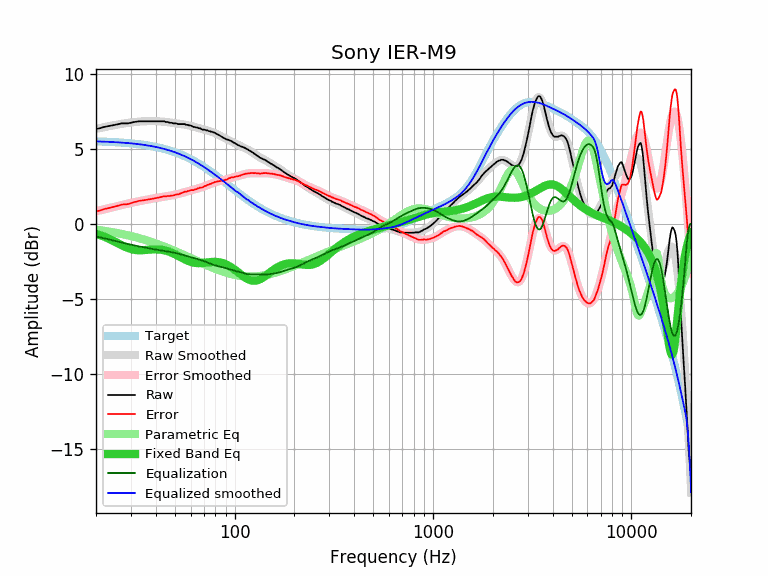 Sony IER-M9
Amplitude (dBr)
10
5
0
−5
−10
−15
Target
Raw Smoothed
Error Smoothed
Raw
Error
Parametric Eq
Fixed Band Eq
Equalization
Equalized smoothed
100
1000
10000
Frequency (Hz)